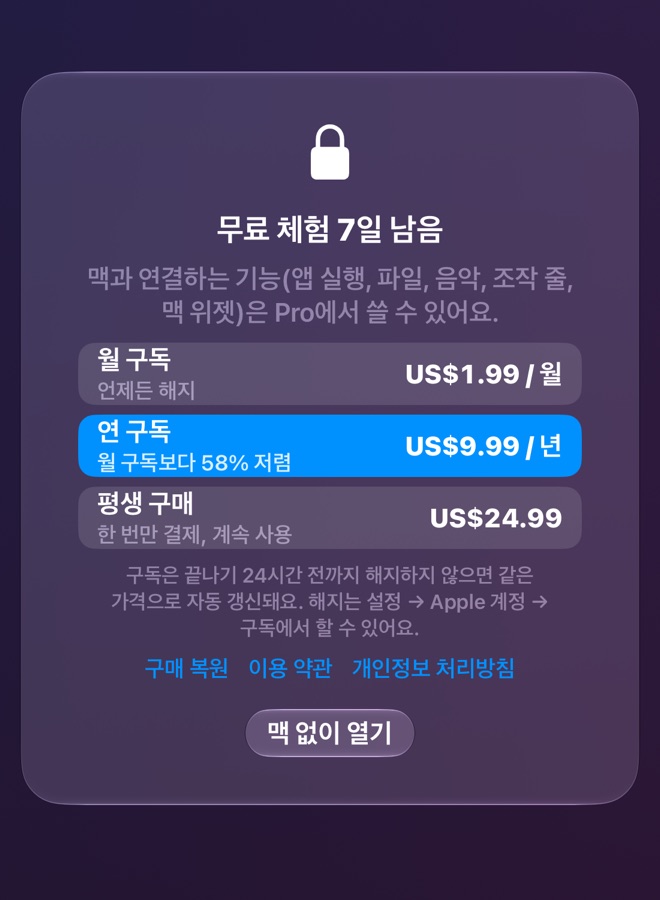 무료 체험 7일 남음
맥과 연결하는 기능(앱 실행, 파일, 음악, 조작 줄,
맥 위젯)은 Pro에서 쓸 수 있어요.
월 구독
언제든 해지
US$1.99 / 월
연 구독
월 구독보다 58% 저렴
US$9.99 / 년
평생 구매
한 번만 결제, 계속 사용
US$24.99
구독은 끝나기 24시간 전까지 해지하지 않으면 같은
가격으로 자동 갱신돼요. 해지는 설정 → Apple 계정 →
구독에서 할 수 있어요.
구매 복원 이용 약관 개인정보 처리방침
맥 없이 열기